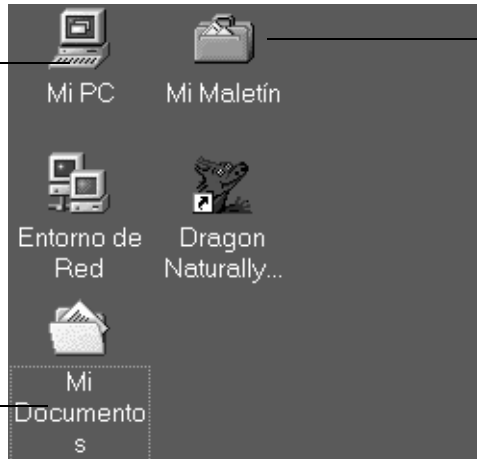 Mi PC
Mi Maletín
Entorno de
Red
Dragon
Naturally...
Mi
Documento
s